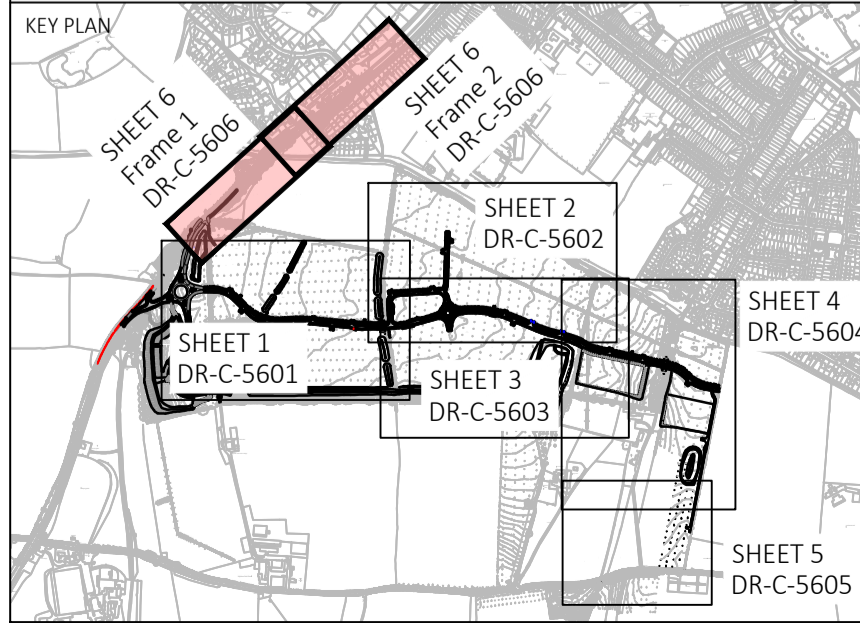 KEY PLAN
SHEET 6
Frame 1
DR-C-5606
SHEET 6
Frame 2
DR-C-5606
SHEET 2
DR-C-5602
SHEET 1
DR-C-5601
SHEET 3
DR-C-5603
SHEET 4
DR-C-5604
SHEET 5
DR-C-5605